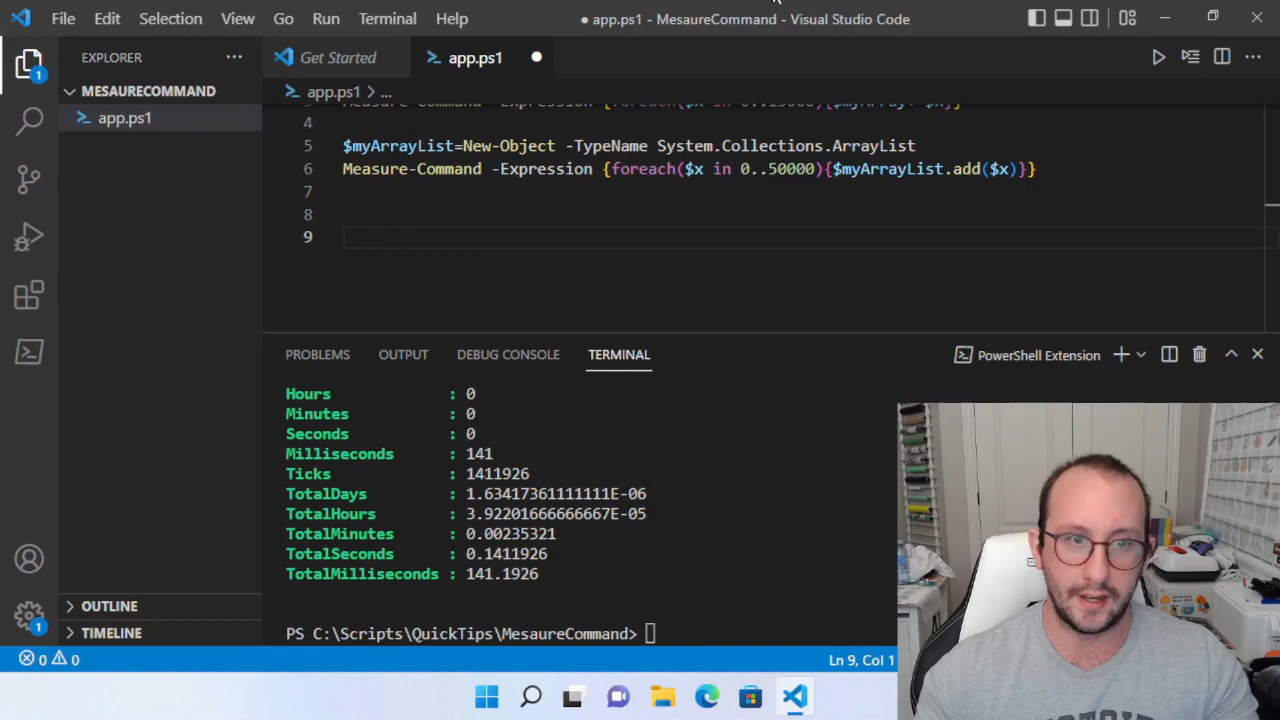 File Edit Selection View Go Run Terminal Help
● app.ps1 - MesaureCommand - Visual Studio Code
EXPLORER
Get Started
app.ps1
MESAURECOMMAND
app.ps1
app.ps1 > ...
4
5 $myArrayList=New-Object -TypeName System.Collections.ArrayList
6 Measure-Command -Expression {foreach($x in 0..50000){$myArrayList.add($x)}}
7
8
9
PROBLEMS OUTPUT DEBUG CONSOLE TERMINAL
PowerShell Extension
Hours : 0
Minutes : 0
Seconds : 0
Milliseconds : 141
Ticks : 1411926
TotalDays : 1.63417361111111E-06
TotalHours : 3.92201666666667E-05
TotalMinutes : 0.00235321
TotalSeconds : 0.1411926
TotalMilliseconds : 141.1926
PS C:\Scripts\QuickTips\MesaureCommand>
OUTLINE
TIMELINE
1
1
0 0
Ln 9, Col 1